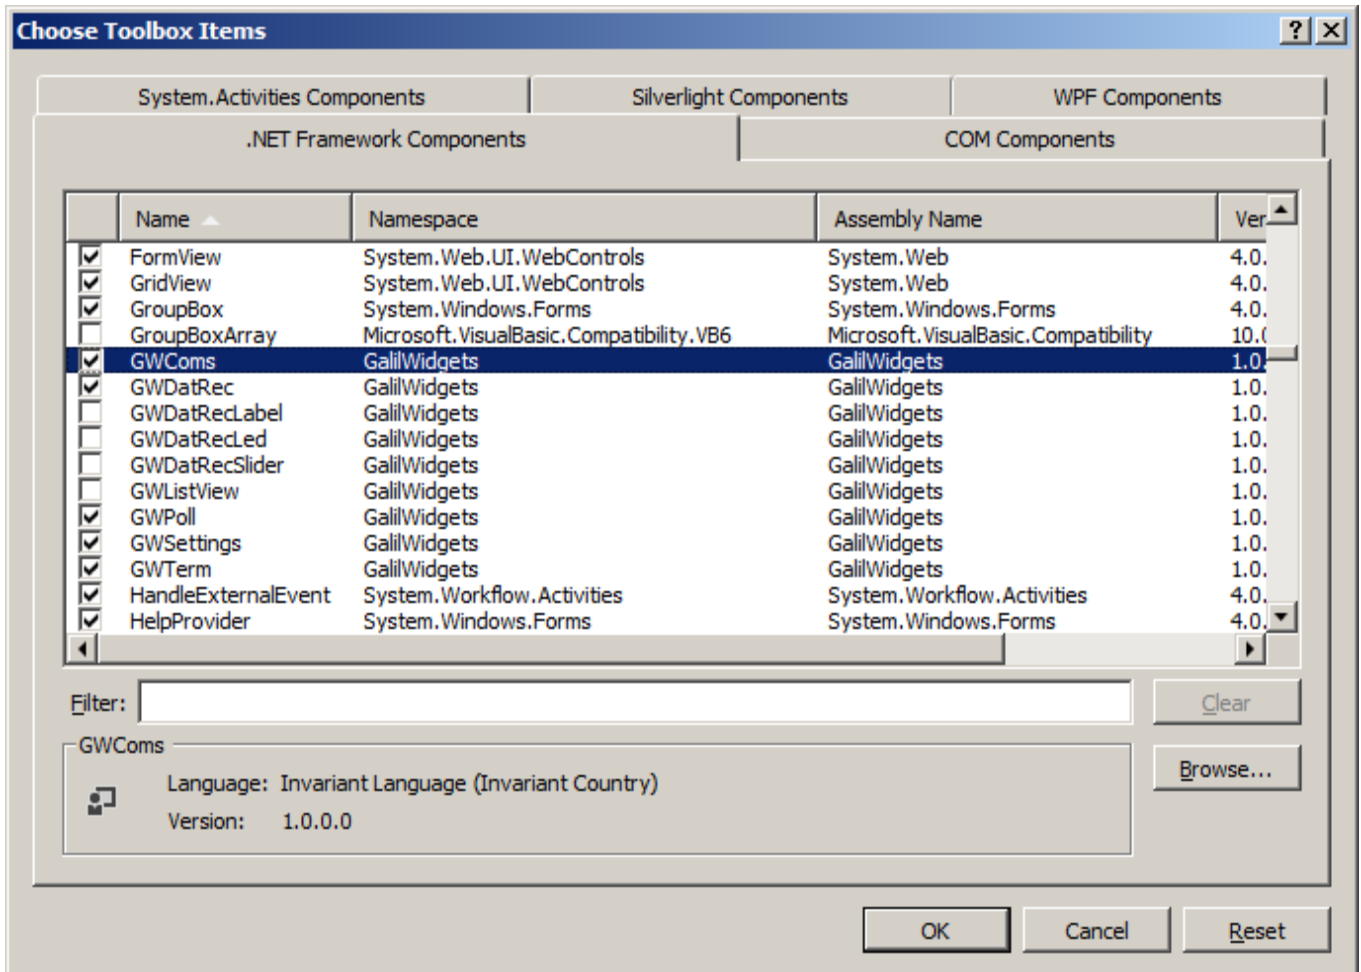 Choose Toolbox Items
System.Activities Components Silverlight Components WPF Components
.NET Framework Components COM Components
Name Namespace Assembly Name Ver
FormView System.Web.UI.WebControls System.Web 4.0.
GridView System.Web.UI.WebControls System.Web 4.0.
GroupBox System.Windows.Forms System.Windows.Forms 4.0.
GroupBoxArray Microsoft.VisualBasic.Compatibility.VB6 Microsoft.VisualBasic.Compatibility 10.0
GWComs GalilWidgets GalilWidgets 1.0.
GWDatRec GalilWidgets GalilWidgets 1.0.
GWDatRecLabel GalilWidgets GalilWidgets 1.0.
GWDatRecLed GalilWidgets GalilWidgets 1.0.
GWDatRecSlider GalilWidgets GalilWidgets 1.0.
GWListView GalilWidgets GalilWidgets 1.0.
GWPoll GalilWidgets GalilWidgets 1.0.
GWSettings GalilWidgets GalilWidgets 1.0.
GWTerm GalilWidgets GalilWidgets 1.0.
HandleExternalEvent System.Workflow.Activities System.Workflow.Activities 4.0.
HelpProvider System.Windows.Forms System.Windows.Forms 4.0.
Filter: Clear
GWComs
Browse...
Language: Invariant Language (Invariant Country)
Version: 1.0.0.0
OK Cancel Reset